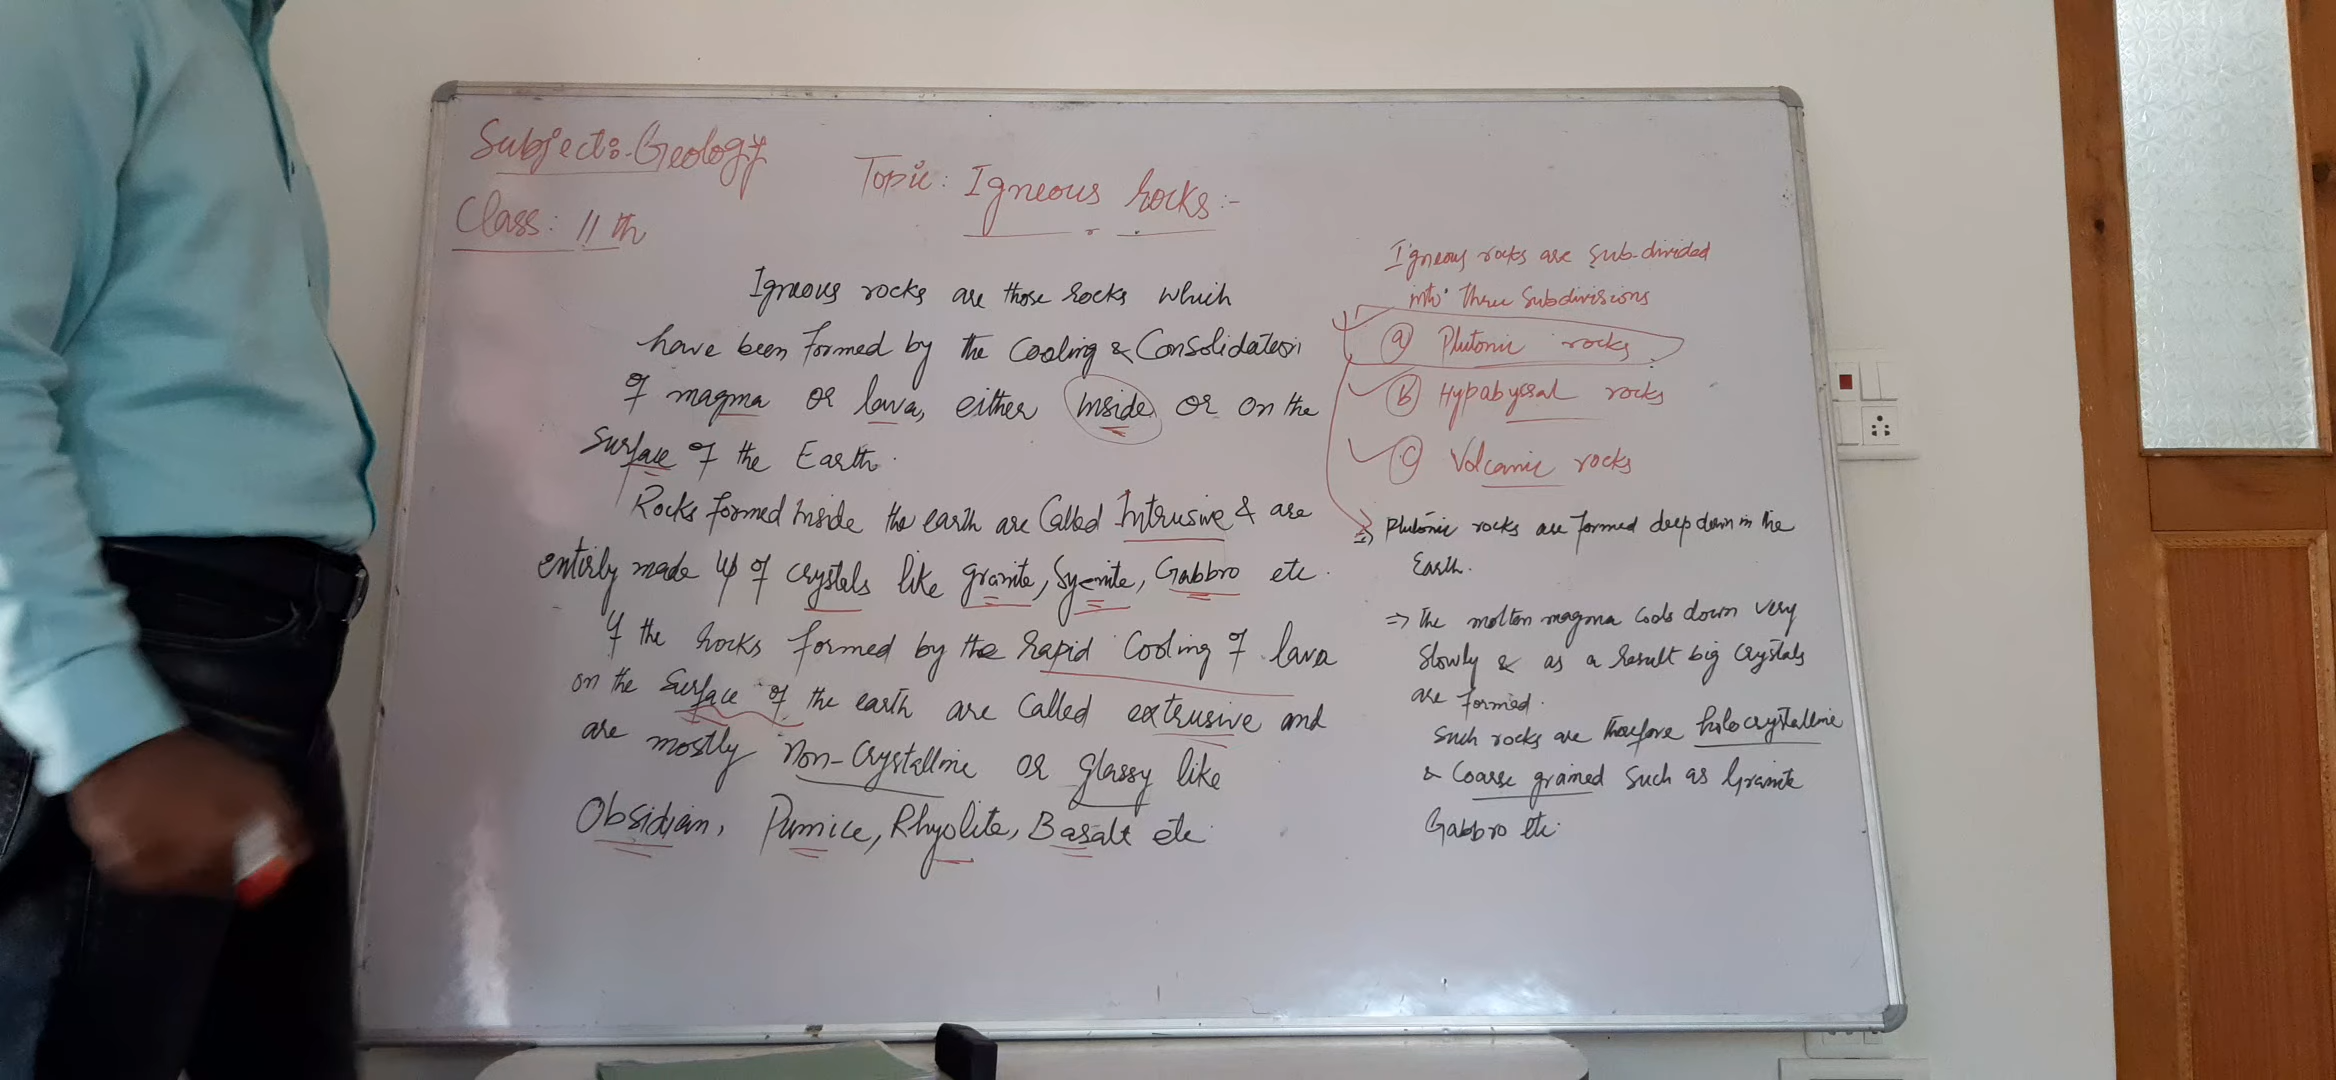 Subject:-Geology
Class: 11th
Topic: Igneous rocks:-
Igneous rocks are those rocks which
have been formed by the Cooling & Consolidation
of magma or lava, either inside or on the
Surface of the Earth.
Rocks formed inside the earth are Called Intrusive & are
entirly made up of crystals like granite, Syenite, Gabbro etc.
If the rocks formed by the rapid Cooling of lava
on the Surface of the earth are Called extrusive and
are mostly non-Crystalline or glassy like
Obsidian, Pumice, Rhyolite, Basalt etc.
Igneous rocks are sub-divided
into three Subdivisions
(a) Plutonic rocks
(b) Hypabyssal rocks
(c) Volcanic rocks
Plutonic rocks are formed deep down in the
Earth.
=> The molten magma Cools down very
Slowly & as a result big Crystals
are formed.
Such rocks are therefore holocrystalline
& Coarse grained such as Granite
Gabbro etc.